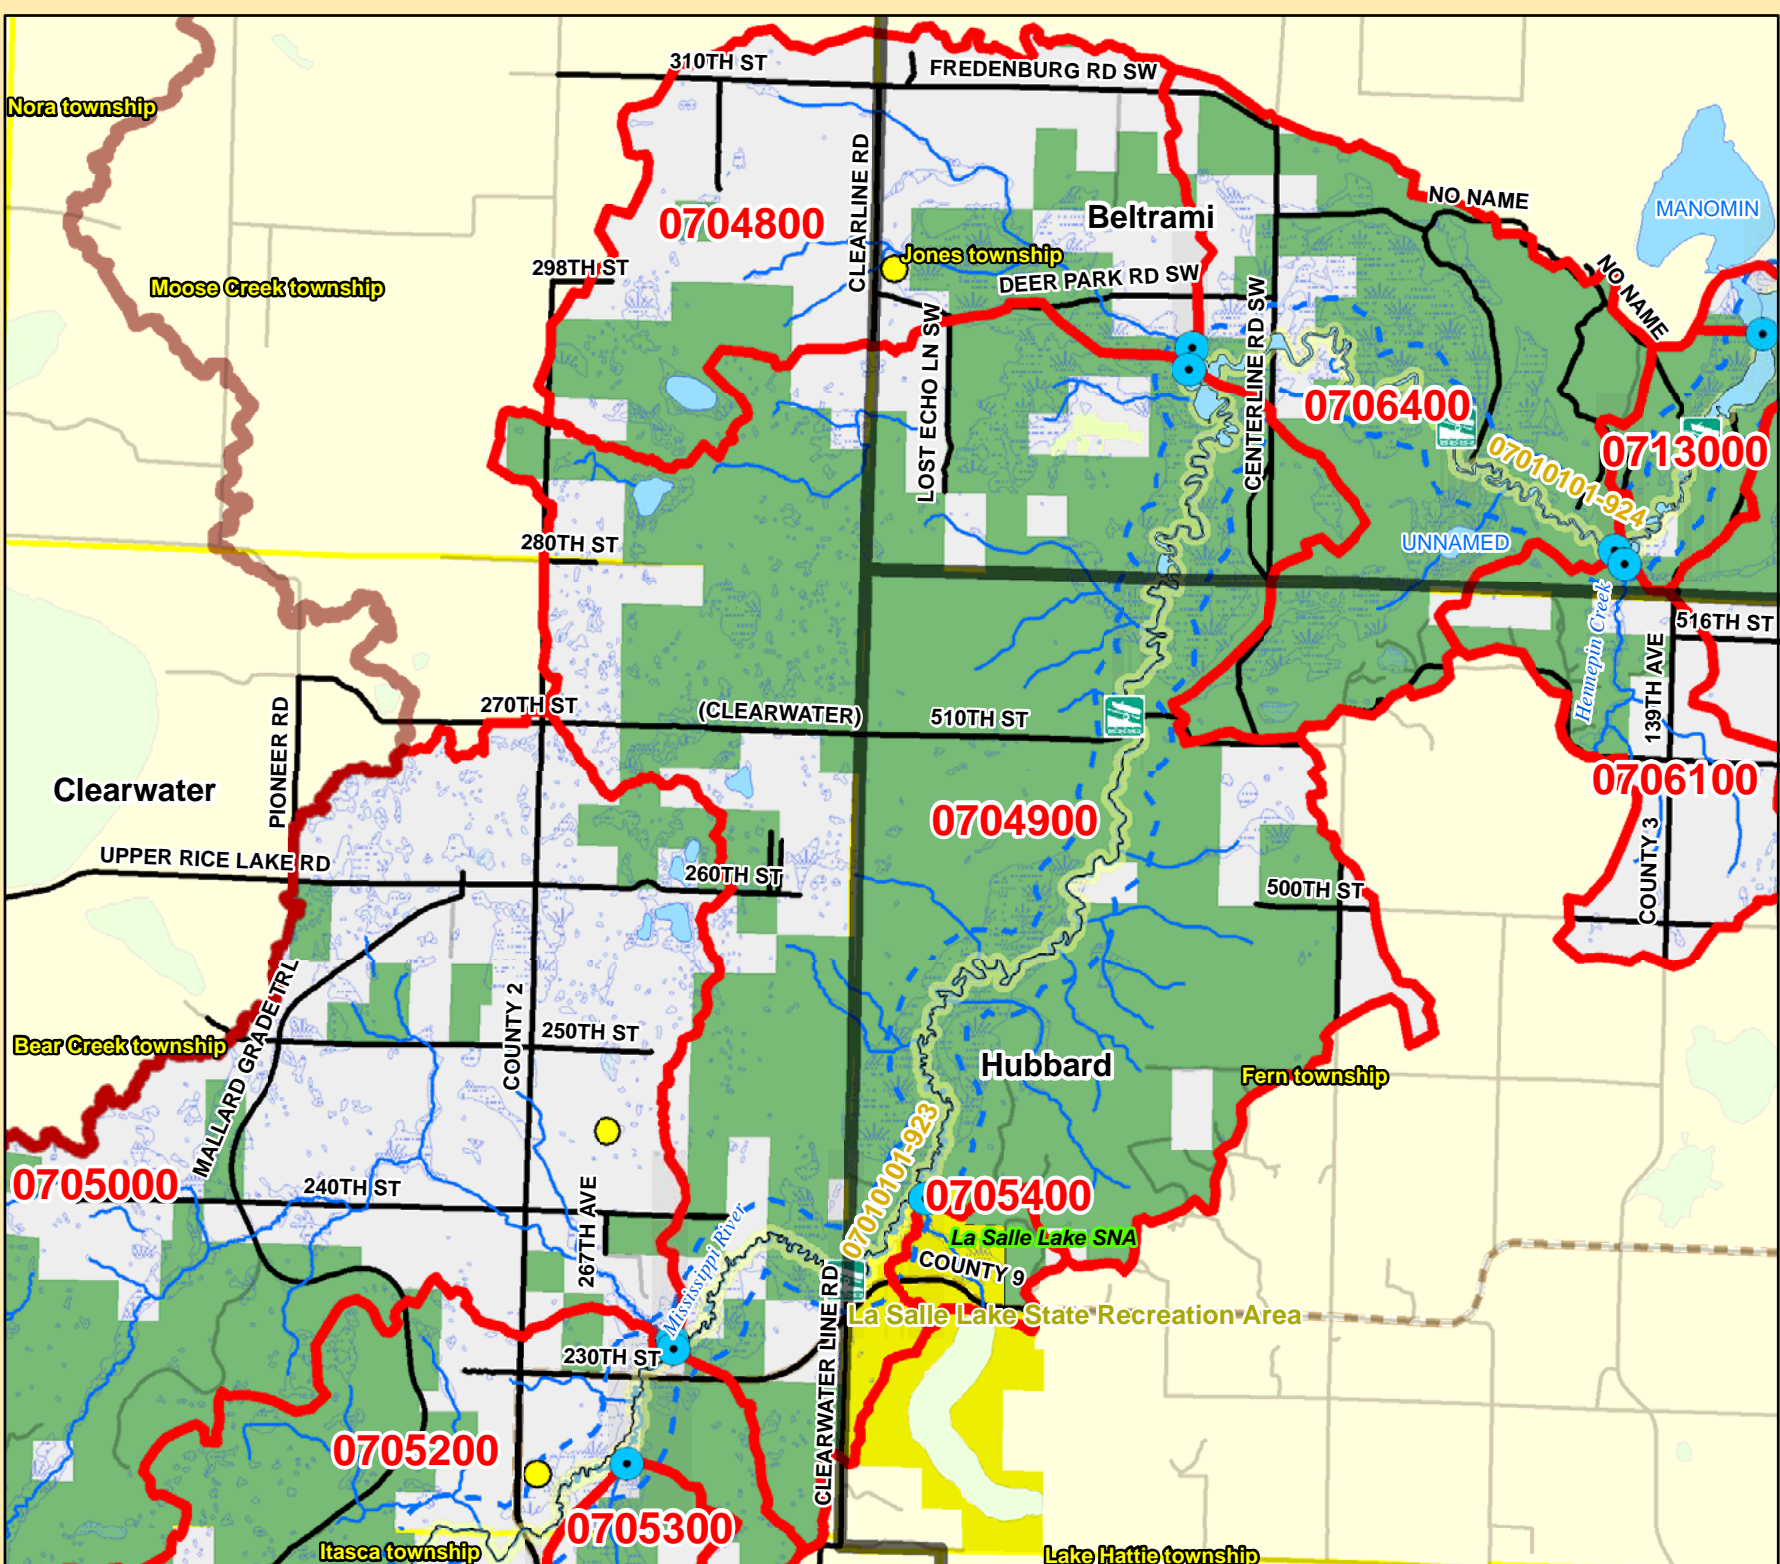 310TH ST
FREDENBURG RD SW
Nora township
CLEARLINE RD
NO NAME
MANOMIN
0704800
Beltrami
Jones township
298TH ST
DEER PARK RD SW
NO NAME
Moose Creek township
LOST ECHO LN SW
CENTERLINE RD SW
0706400
0713000
07010101-924
280TH ST
UNNAMED
Hennepin Creek
516TH ST
139TH AVE
270TH ST
(CLEARWATER)
510TH ST
PIONEER RD
Clearwater
0706100
0704900
UPPER RICE LAKE RD
260TH ST
500TH ST
COUNTY 3
MALLARD GRADE TRL
COUNTY 2
250TH ST
Bear Creek township
Hubbard
Fern township
07010101-923
0705000
240TH ST
267TH AVE
0705400
La Salle Lake SNA
COUNTY 9
Mississippi River
La Salle Lake State Recreation Area
230TH ST
CLEARWATER LINE RD
0705200
0705300
Itasca township
Lake Hattie township